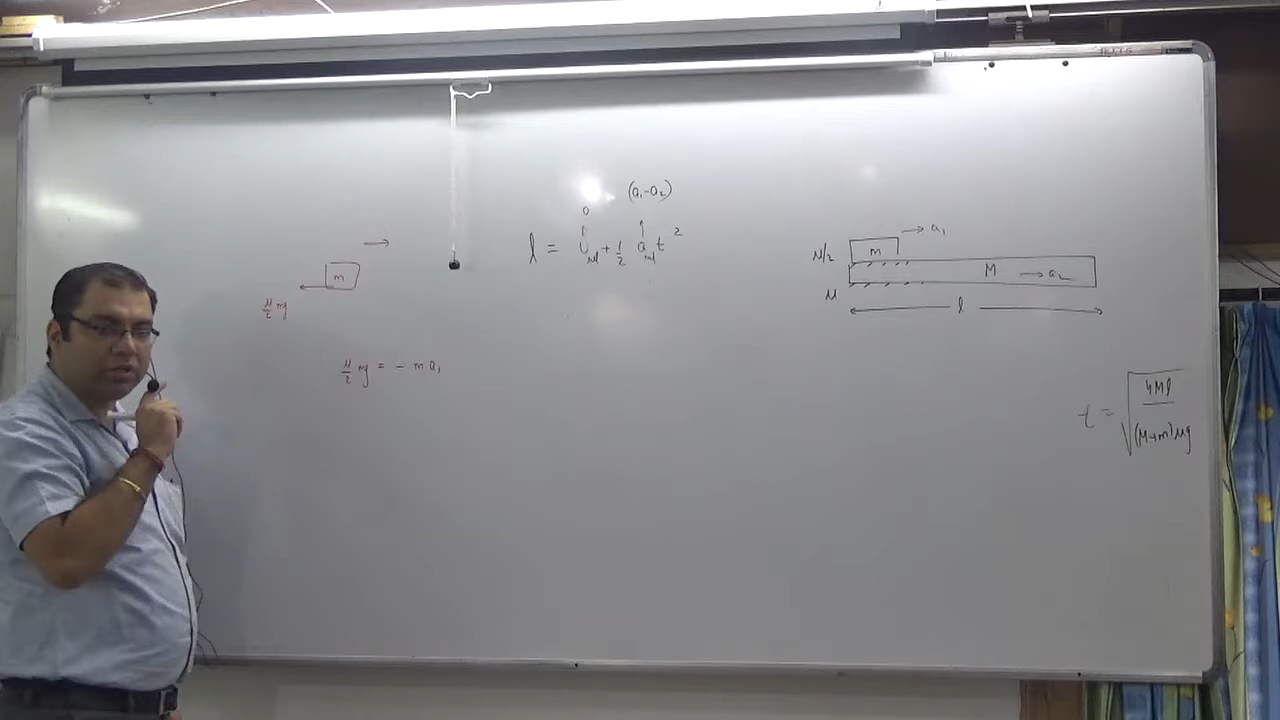 (a₁-a₂)
0
l = U_rel + 1/2 a_rel t²
m
μ/2 mg
μ/2 mg = - m a₁
m → a₁
μ/2
M → a₂
μ
l
t = √(4Ml / (M+m)μg)